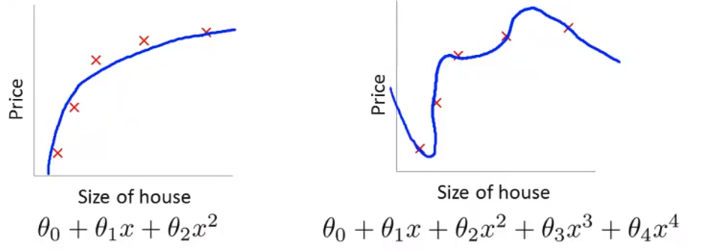 Price
Size of house
θ₀ + θ₁x + θ₂x²
Price
Size of house
θ₀ + θ₁x + θ₂x² + θ₃x³ + θ₄x⁴